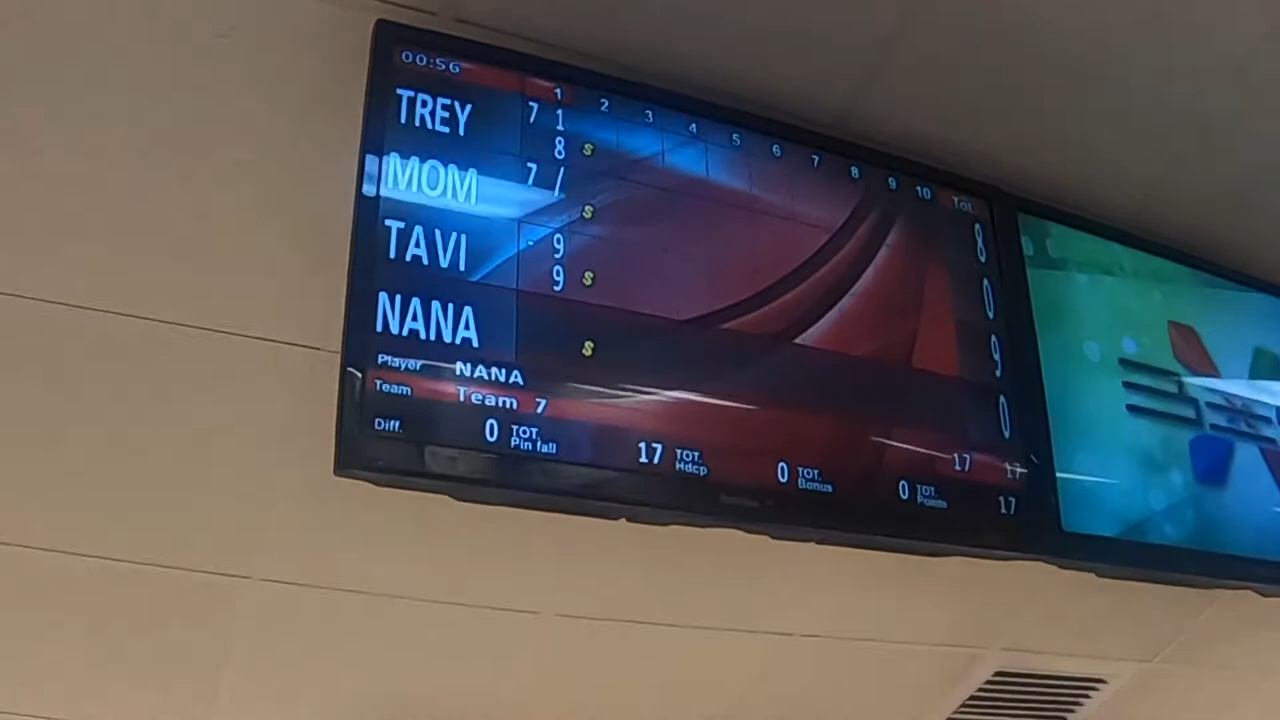 00:56
1 2 3 4 5 6 7 8 9 10 Tot.
TREY 7 1
8 $ 8
MOM 7 /
$ 0
TAVI - 9
9 $ 9
NANA
$ 0
Player NANA
Team Team 7
17 17
Diff. 0 TOT. Pin fall 17 TOT. Hdcp 0 TOT. Bonus 0 TOT. Points 17